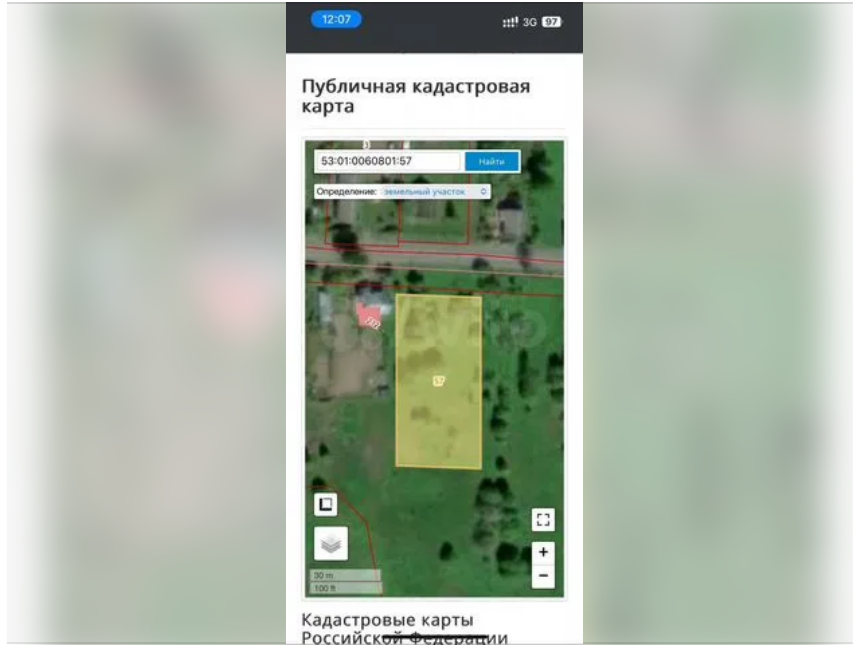 12:07
3G 97
Публичная кадастровая
карта
3
53:01:0060801:57
Найти
Определение: земельный участок
57
30 m
100 ft
+
−
Кадастровые карты
Российской Федерации